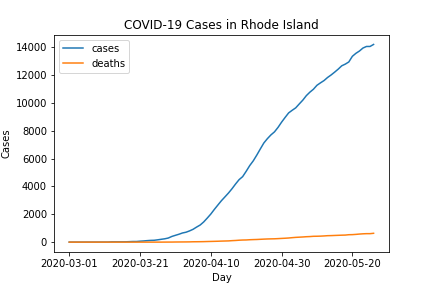 COVID-19 Cases in Rhode Island
cases
deaths
14000
12000
10000
8000
6000
4000
2000
0
Cases
2020-03-01 2020-03-21 2020-04-10 2020-04-30 2020-05-20
Day